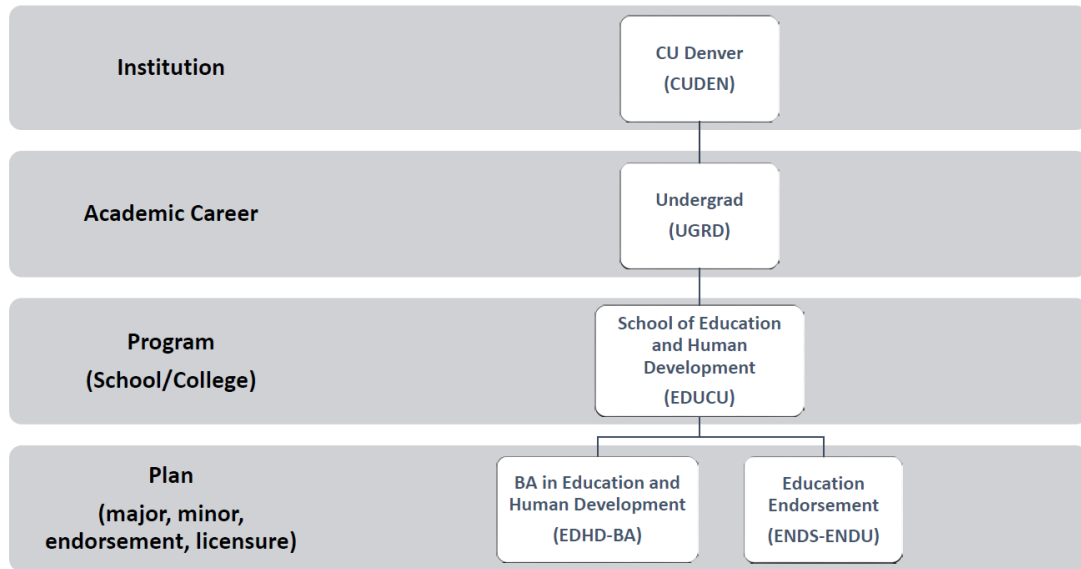 Institution
CU Denver
(CUDEN)
Academic Career
Undergrad
(UGRD)
Program
(School/College)
School of Education
and Human
Development
(EDUCU)
Plan
(major, minor,
endorsement, licensure)
BA in Education and
Human Development
(EDHD-BA)
Education
Endorsement
(ENDS-ENDU)